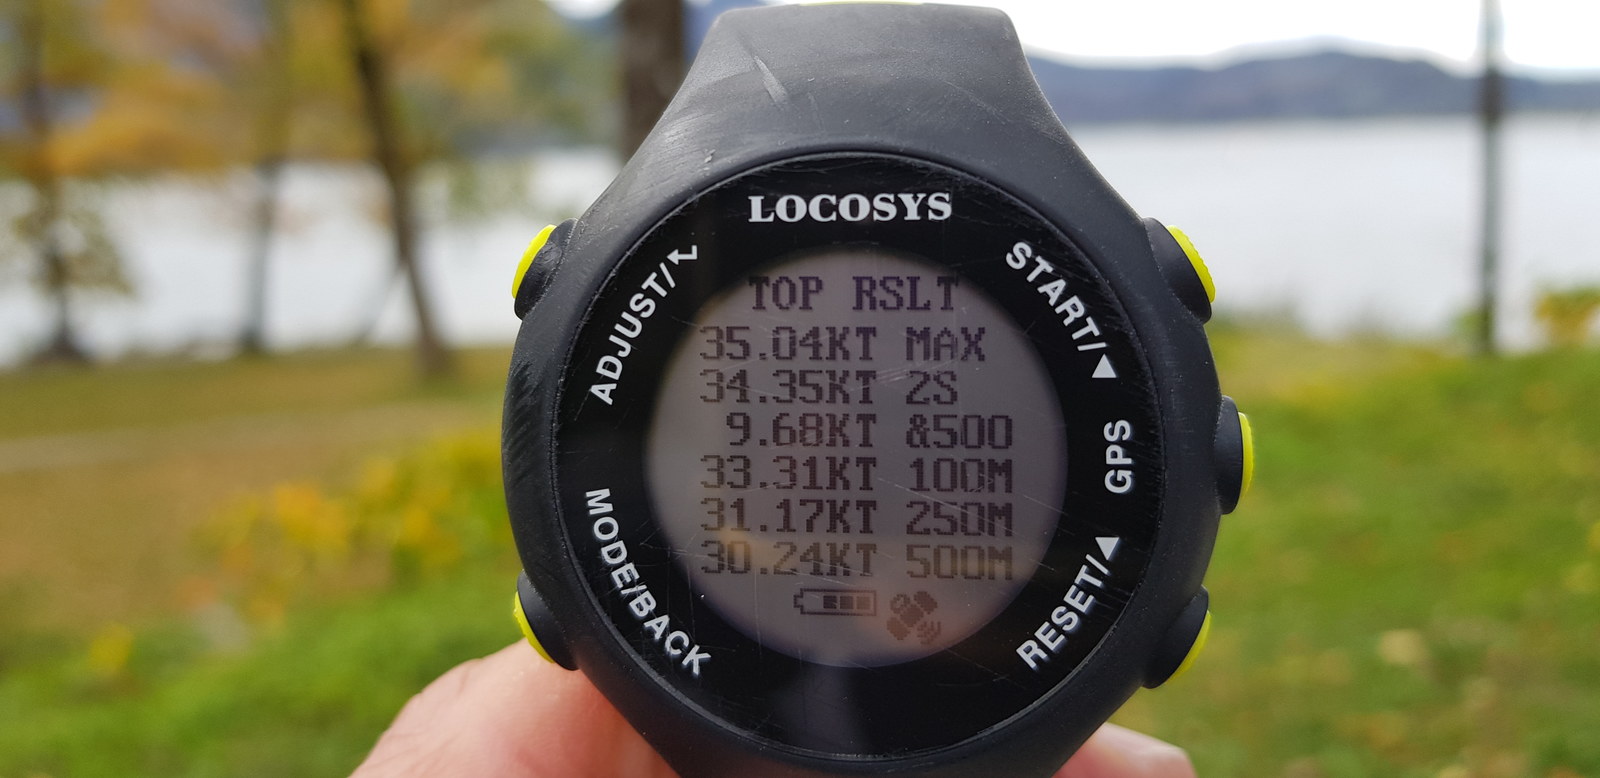 LOCOSYS
ADJUST/↖
START/▼
GPS
RESET/▲
MODE/BACK
TOP RSLT
35.04KT MAX
34.35KT 2S
9.68KT &500
33.31KT 100M
31.17KT 250M
30.24KT 500M